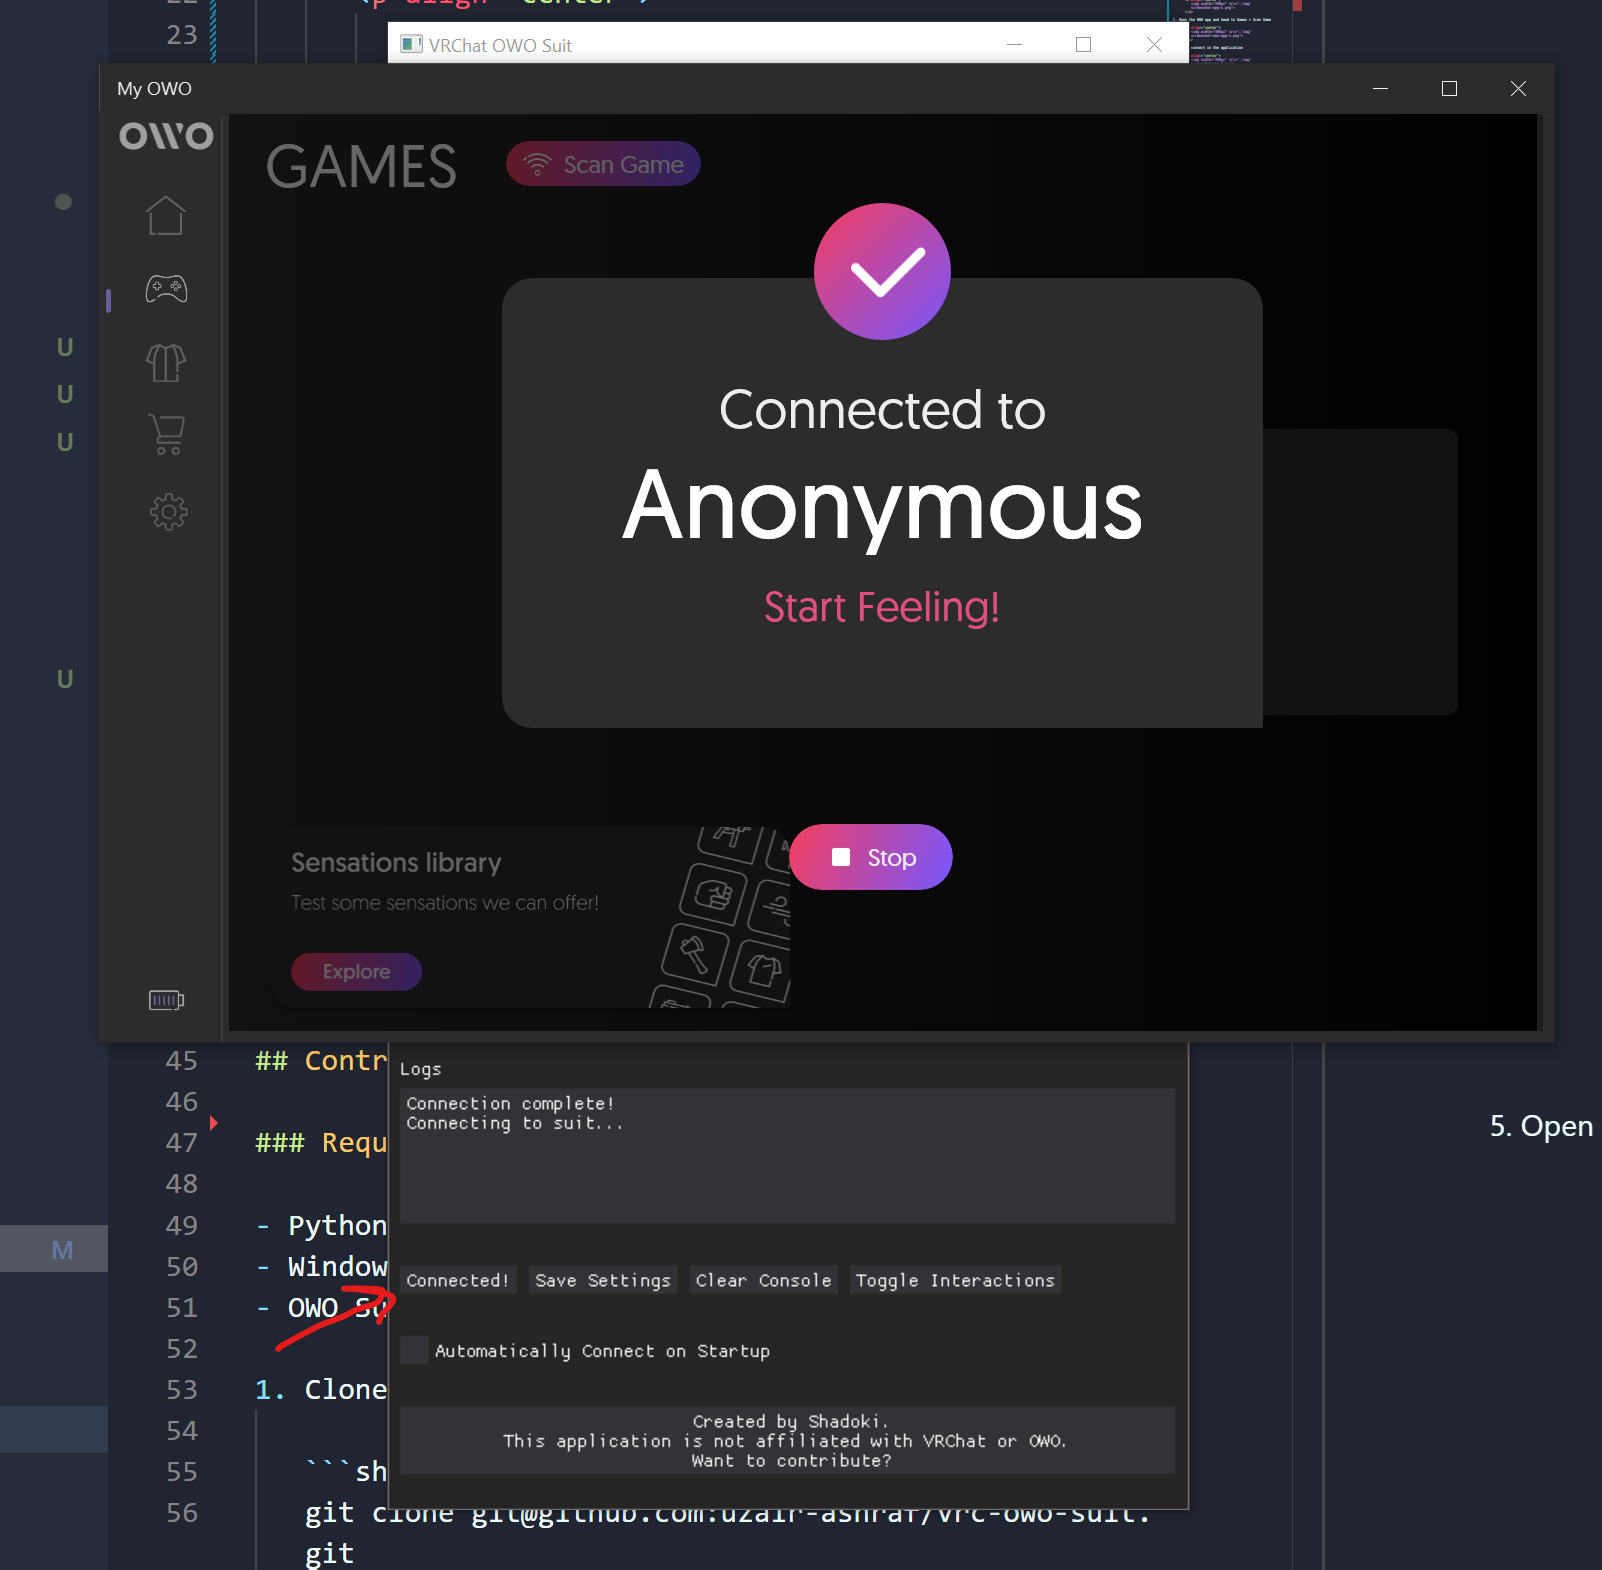 23
VRChat OWO Suit
My OWO
OWO
GAMES
Scan Game
U
U
U
U
Connected to
Anonymous
Start Feeling!
Stop
Sensations library
Test some sensations we can offer!
Explore
45 ## Contr
46
47 ### Requ
48
49 - Python
50 - Window
51 - OWO Su
52
53 1. Clone
54
55 ```sh
56 git clone git@github.com:uzair-ashraf/vrc-owo-suit.
git
M
Logs
Connection complete!
Connecting to suit...
Connected! Save Settings Clear Console Toggle Interactions
Automatically Connect on Startup
Created by Shadoki.
This application is not affiliated with VRChat or OWO.
Want to contribute?
5. Open